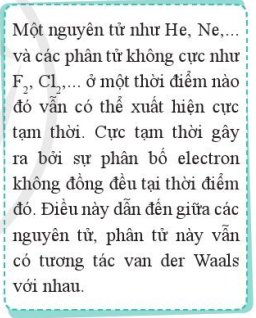 Một nguyên tử như He, Ne,...
và các phân tử không cực như
F₂, Cl₂,... ở một thời điểm nào
đó vẫn có thể xuất hiện cực
tạm thời. Cực tạm thời gây
ra bởi sự phân bố electron
không đồng đều tại thời điểm
đó. Điều này dẫn đến giữa các
nguyên tử, phân tử này vẫn
có tương tác van der Waals
với nhau.